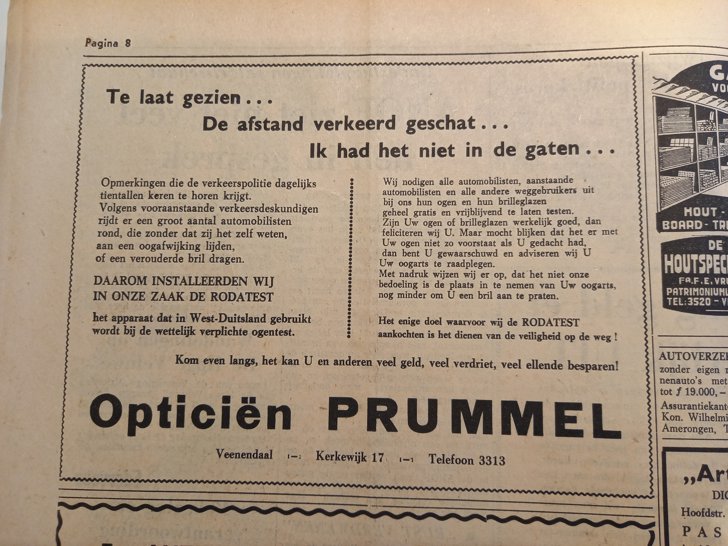 Pagina 8
Te laat gezien...
De afstand verkeerd geschat...
Ik had het niet in de gaten...
Opmerkingen die de verkeerspolitie dagelijks
tientallen keren te horen krijgt.
Volgens vooraanstaande verkeersdeskundigen
rijdt er een groot aantal automobilisten
rond, die zonder dat zij het zelf weten,
aan een oogafwijking lijden,
of een verouderde bril dragen.
DAAROM INSTALLEERDEN WIJ
IN ONZE ZAAK DE RODATEST
het apparaat dat in West-Duitsland gebruikt
wordt bij de wettelijk verplichte ogentest.
Wij nodigen alle automobilisten, aanstaande
automobilisten en alle andere weggebruikers uit
bij ons hun ogen en hun brilleglazen
geheel gratis en vrijblijvend te laten testen.
Zijn Uw ogen of brilleglazen werkelijk goed, dan
feliciteren wij U. Maar mocht blijken dat het er met
Uw ogen niet zo voorstaat als U gedacht had,
dan bent U gewaarschuwd en adviseren wij U
Uw oogarts te raadplegen.
Met nadruk wijzen wij er op, dat het niet onze
bedoeling is de plaats in te nemen van Uw oogarts,
nog minder om U een bril aan te praten.
Het enige doel waarvoor wij de RODATEST
aankochten is het dienen van de veiligheid op de weg !
Kom even langs, het kan U en anderen veel geld, veel verdriet, veel ellende besparen!
Opticiën PRUMMEL
Veenendaal :—: Kerkewijk 17 :—: Telefoon 3313
HOUT
DE
HOUTSPEC
FA. F. E. VR
PATRIMONIUML
TEL: 3520 - V
AUTOVERZE
zonder eigen r
nenauto's met
tot ƒ 19.000,—
Assurantiekant
Kon. Wilhelmi
Amerongen, T
„Ar
DIC
Hoofdstr.
PAS